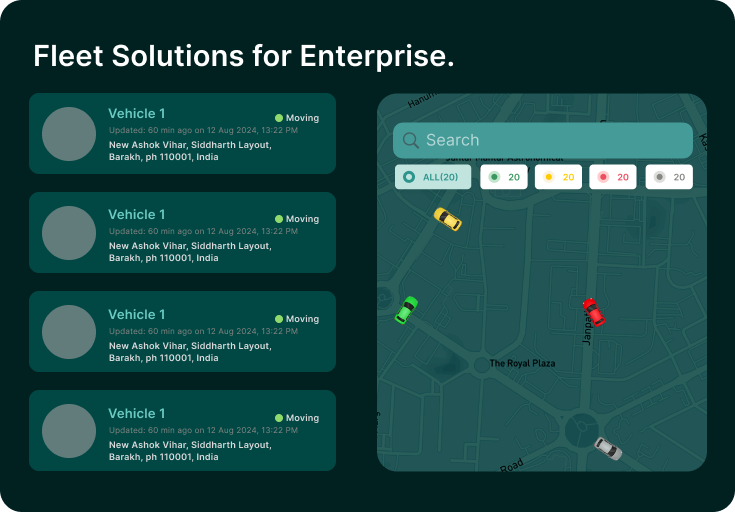 Fleet Solutions for Enterprise.
Vehicle 1
Moving
Updated: 60 min ago on 12 Aug 2024, 13:22 PM
New Ashok Vihar, Siddharth Layout,
Barakh, ph 110001, India
Vehicle 1
Moving
Updated: 60 min ago on 12 Aug 2024, 13:22 PM
New Ashok Vihar, Siddharth Layout,
Barakh, ph 110001, India
Vehicle 1
Moving
Updated: 60 min ago on 12 Aug 2024, 13:22 PM
New Ashok Vihar, Siddharth Layout,
Barakh, ph 110001, India
Vehicle 1
Moving
Updated: 60 min ago on 12 Aug 2024, 13:22 PM
New Ashok Vihar, Siddharth Layout,
Barakh, ph 110001, India
Search
Jantar Mantar Astronomical
ALL(20)
20
20
20
20
The Royal Plaza
Road